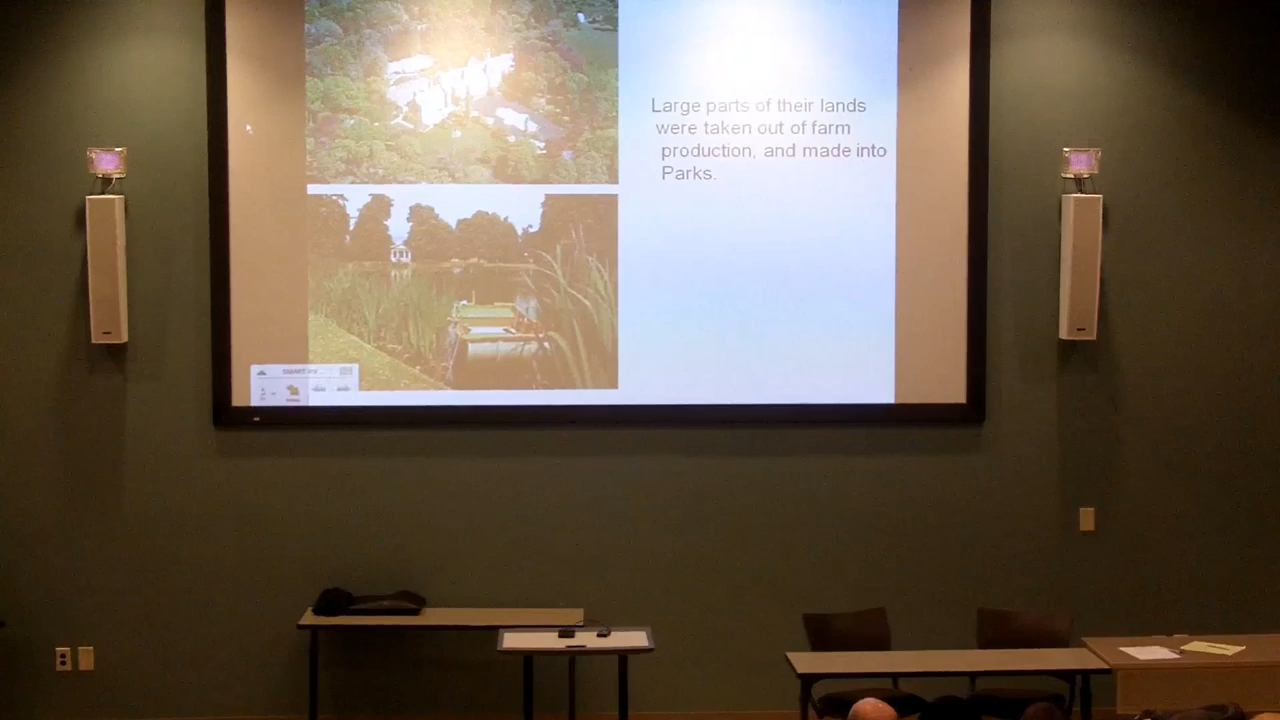 Large parts of their lands
were taken out of farm
production, and made into
Parks.